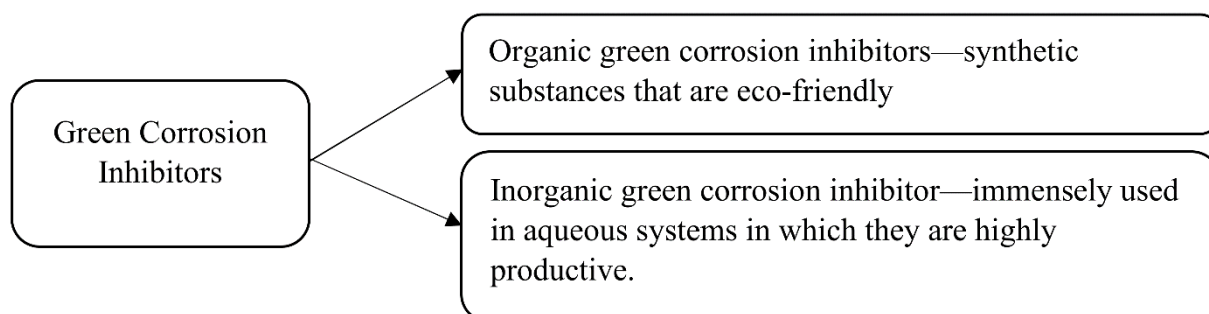 Green Corrosion
Inhibitors
Organic green corrosion inhibitors—synthetic
substances that are eco-friendly
Inorganic green corrosion inhibitor—immensely used
in aqueous systems in which they are highly
productive.